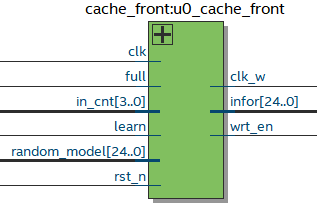 cache_front:u0_cache_front
clk
full
in_cnt[3..0]
learn
random_model[24..0]
rst_n
clk_w
infor[24..0]
wrt_en